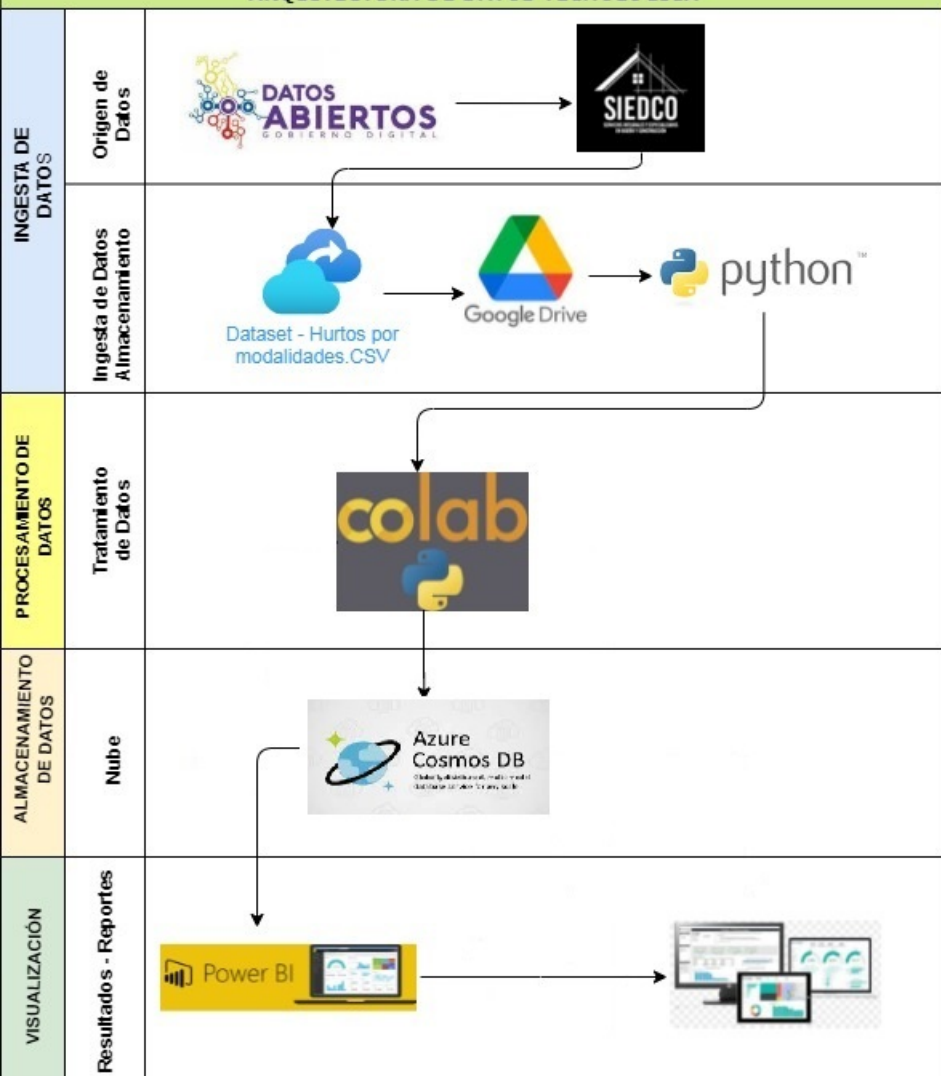 INGESTA DE
DATOS
Origen de
Datos
DATOS
ABIERTOS
GOBIERNO DIGITAL
SIEDCO
Ingesta de Datos
Almacenamiento
Dataset - Hurtos por
modalidades.CSV
Google Drive
python™
PROCESAMIENTO DE
DATOS
Tratamiento
de Datos
colab
ALMACENAMIENTO
DE DATOS
Nube
Azure
Cosmos DB
VISUALIZACIÓN
Resultados - Reportes
Power BI